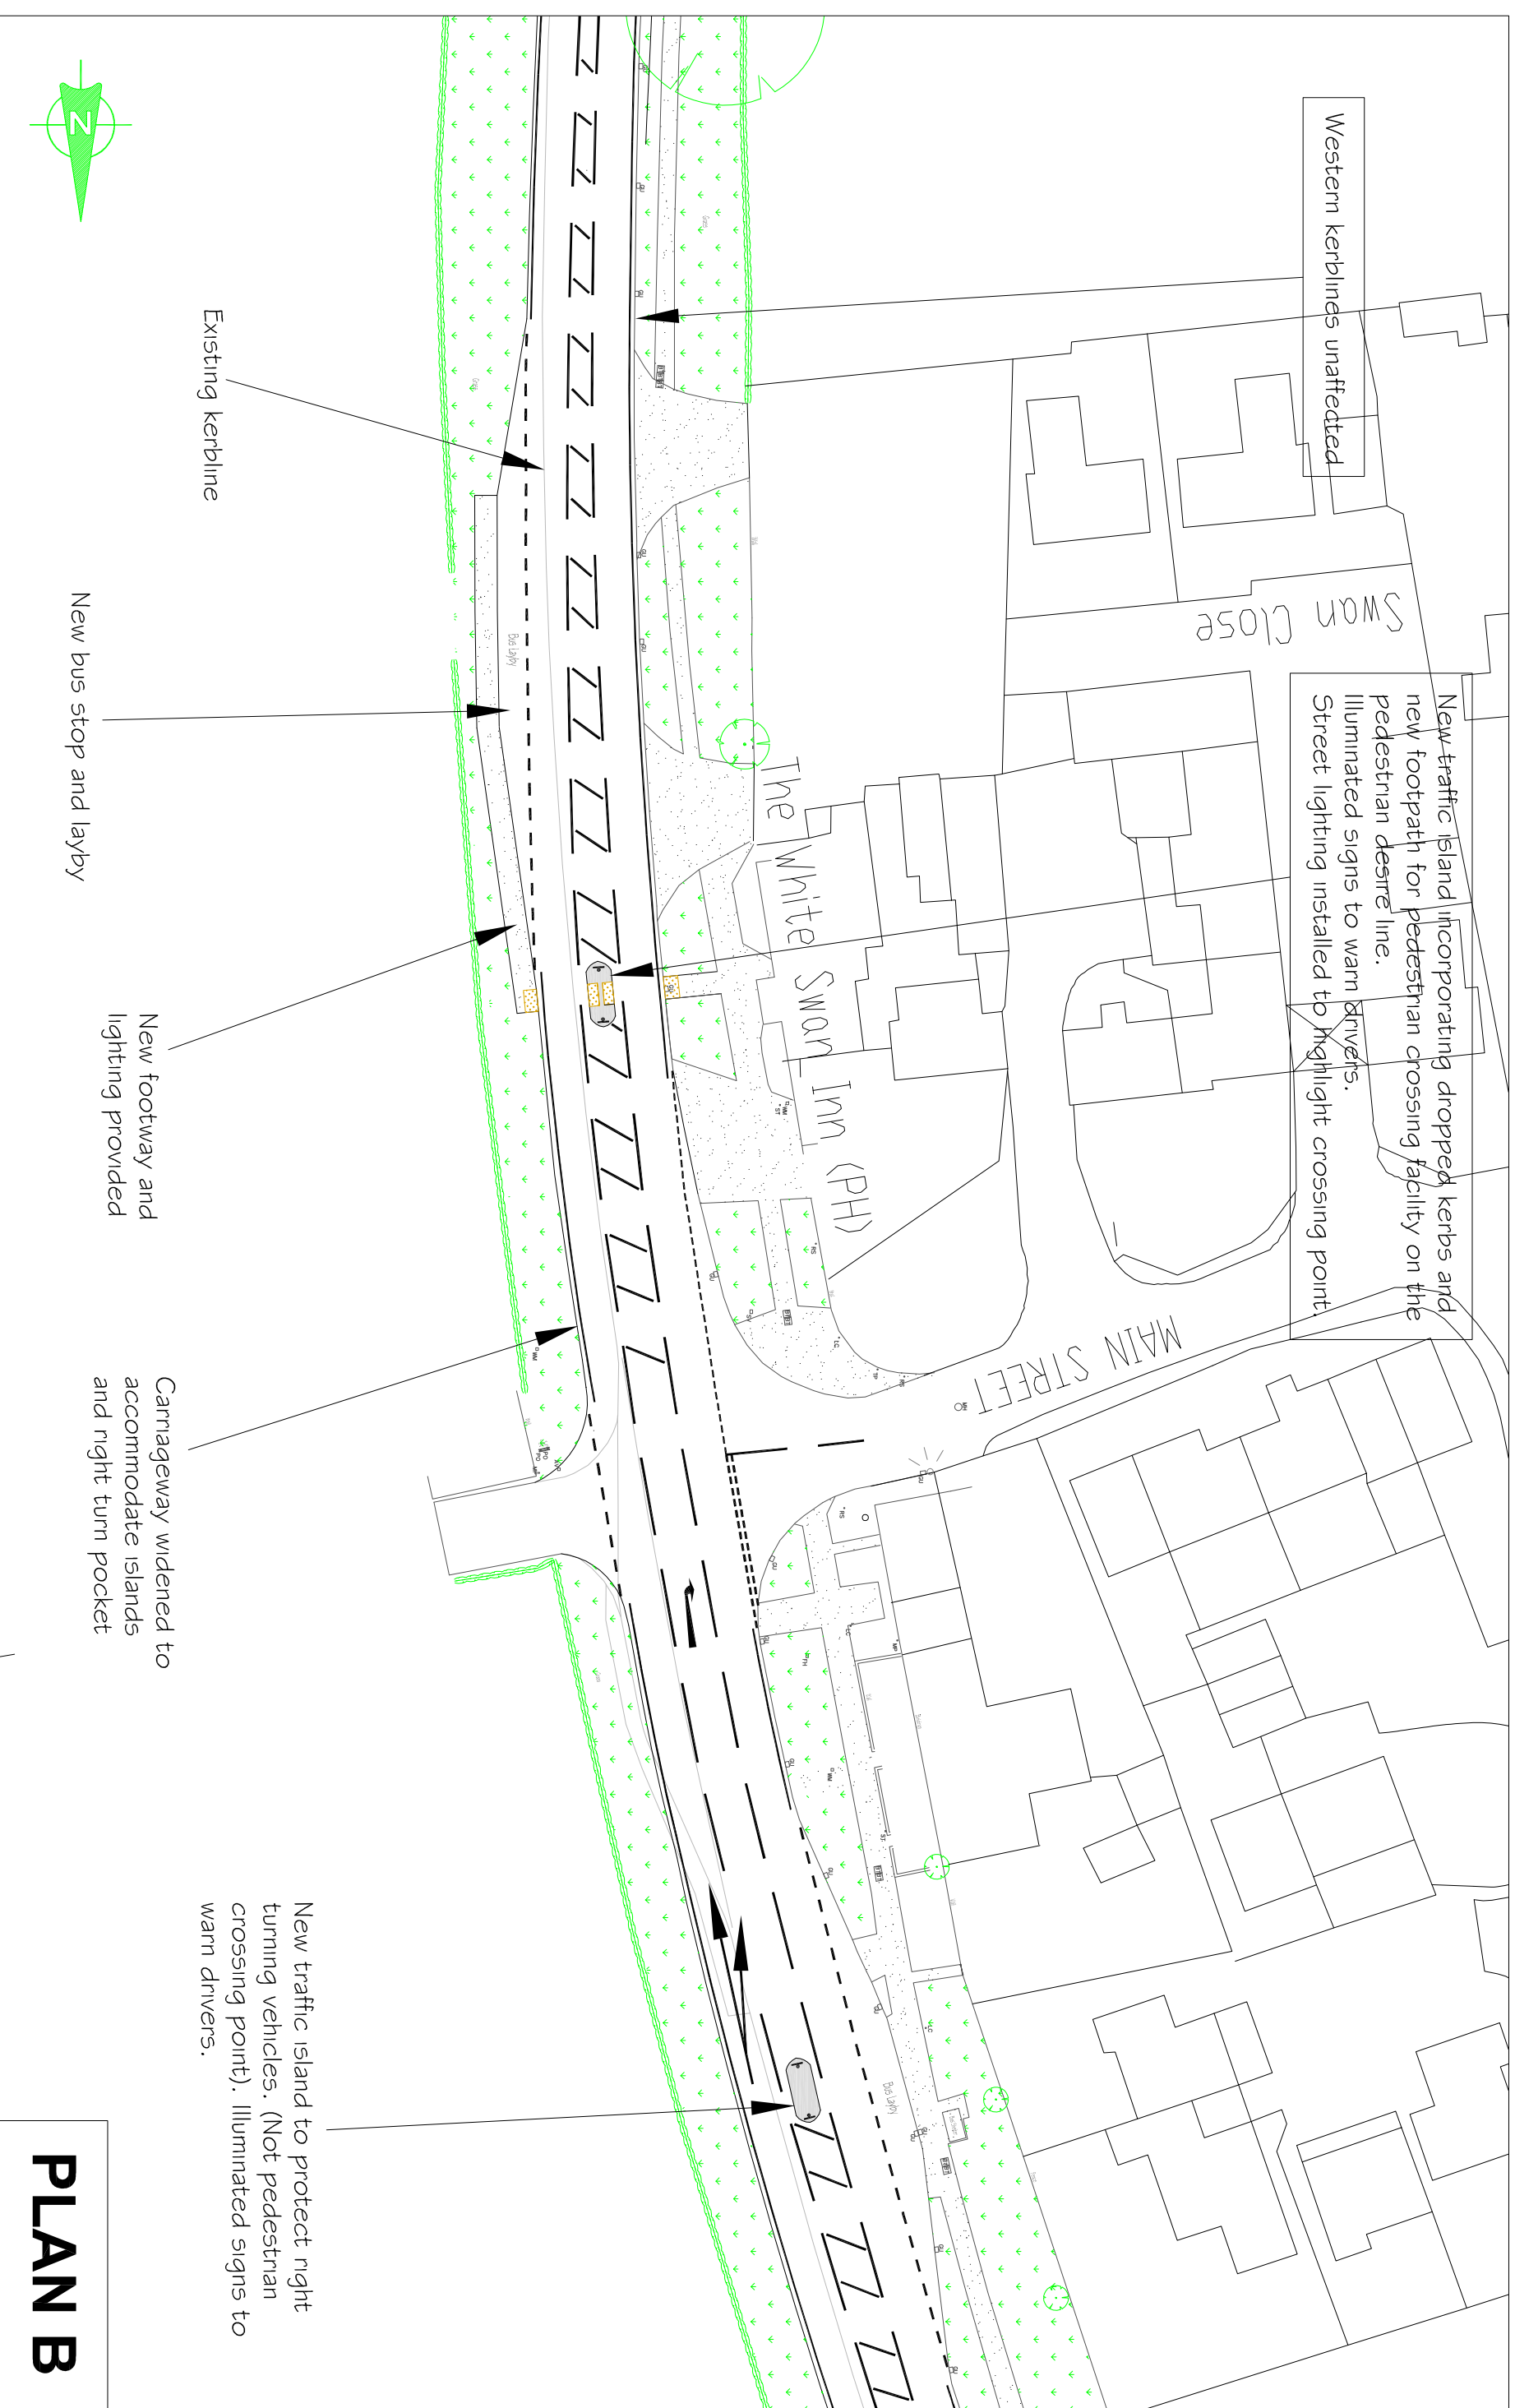 Western kerblines unaffected
Swan Close
New traffic island incorporating dropped kerbs and
new footpath for pedestrian crossing facility on the
pedestrian desire line.
Illuminated signs to warn drivers.
Street lighting installed to highlight crossing point.
The White Swan Inn (PH)
MAIN STREET
N
Existing kerbline
New bus stop and layby
Bus Layby
New footway and
lighting provided
Carriageway widened to
accommodate islands
and right turn pocket
Bus Layby
New traffic island to protect right
turning vehicles. (Not pedestrian
crossing point). Illuminated signs to
warn drivers.
PLAN B